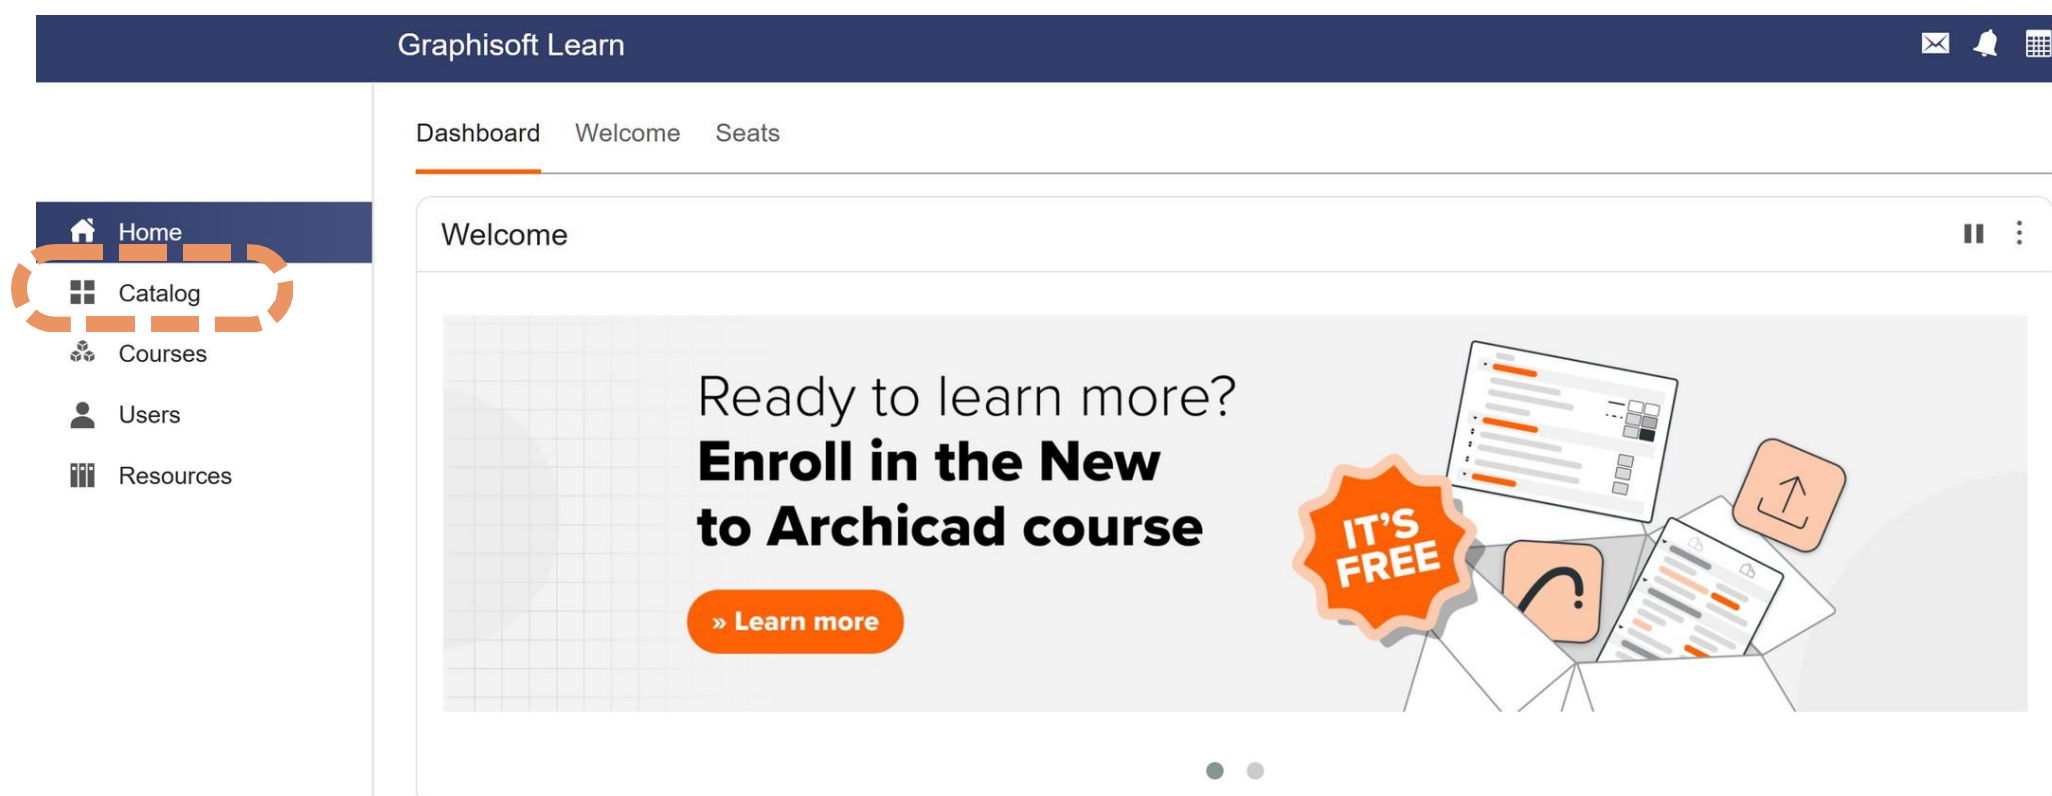 Graphisoft Learn
Dashboard Welcome Seats
Home
Catalog
Courses
Users
Resources
Welcome
Ready to learn more?
Enroll in the New
to Archicad course
» Learn more
IT'S
FREE